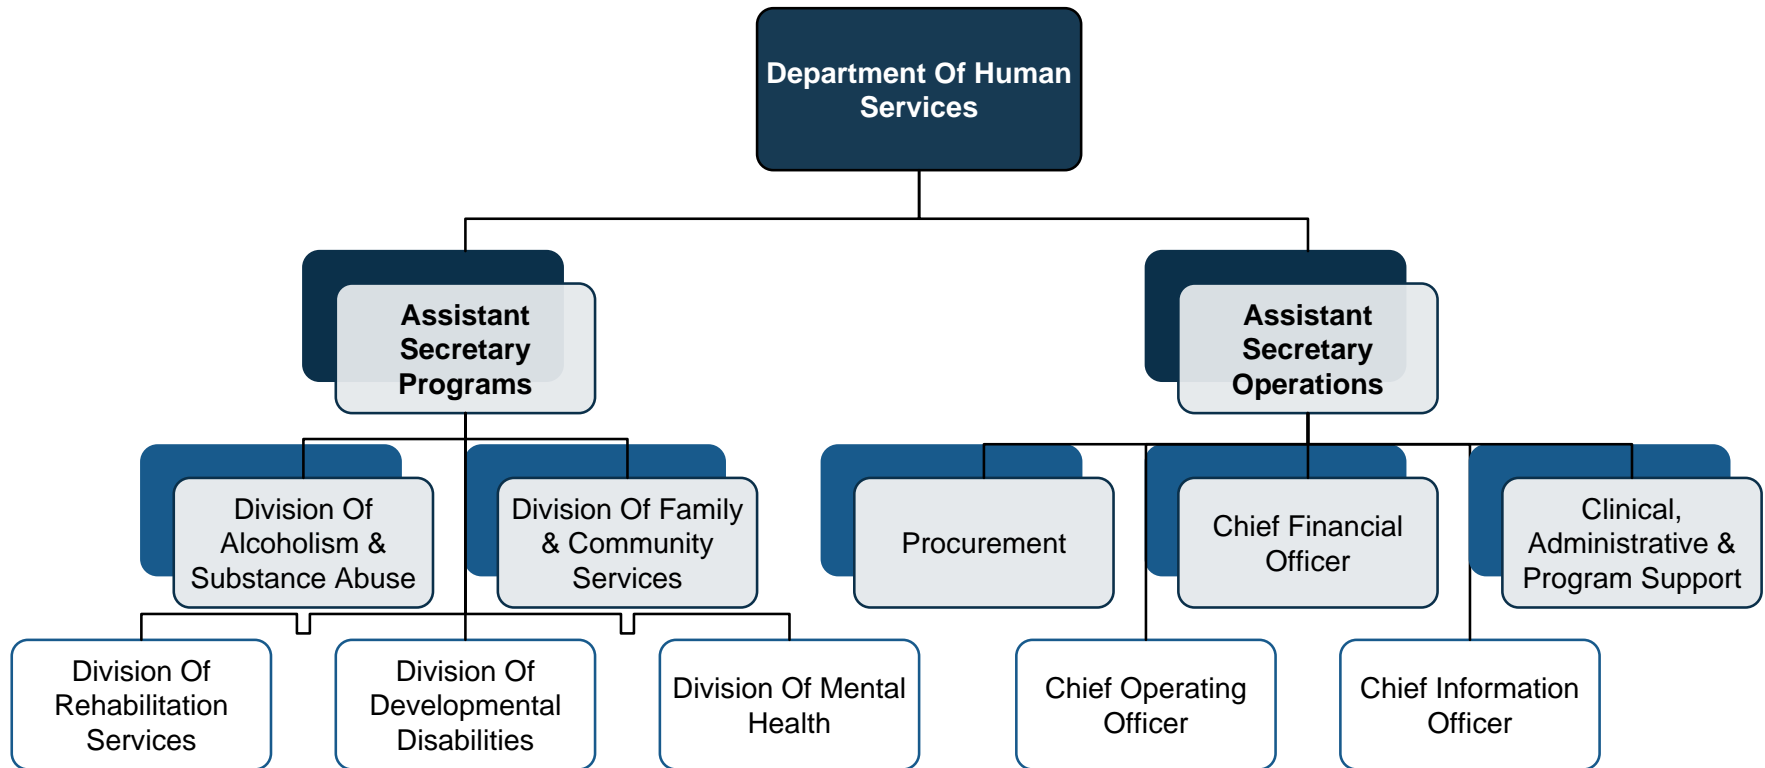 Department Of Human
Services
Assistant
Secretary
Programs
Assistant
Secretary
Operations
Division Of
Alcoholism &
Substance Abuse
Division Of Family
& Community
Services
Procurement
Chief Financial
Officer
Clinical,
Administrative &
Program Support
Division Of
Rehabilitation
Services
Division Of
Developmental
Disabilities
Division Of Mental
Health
Chief Operating
Officer
Chief Information
Officer